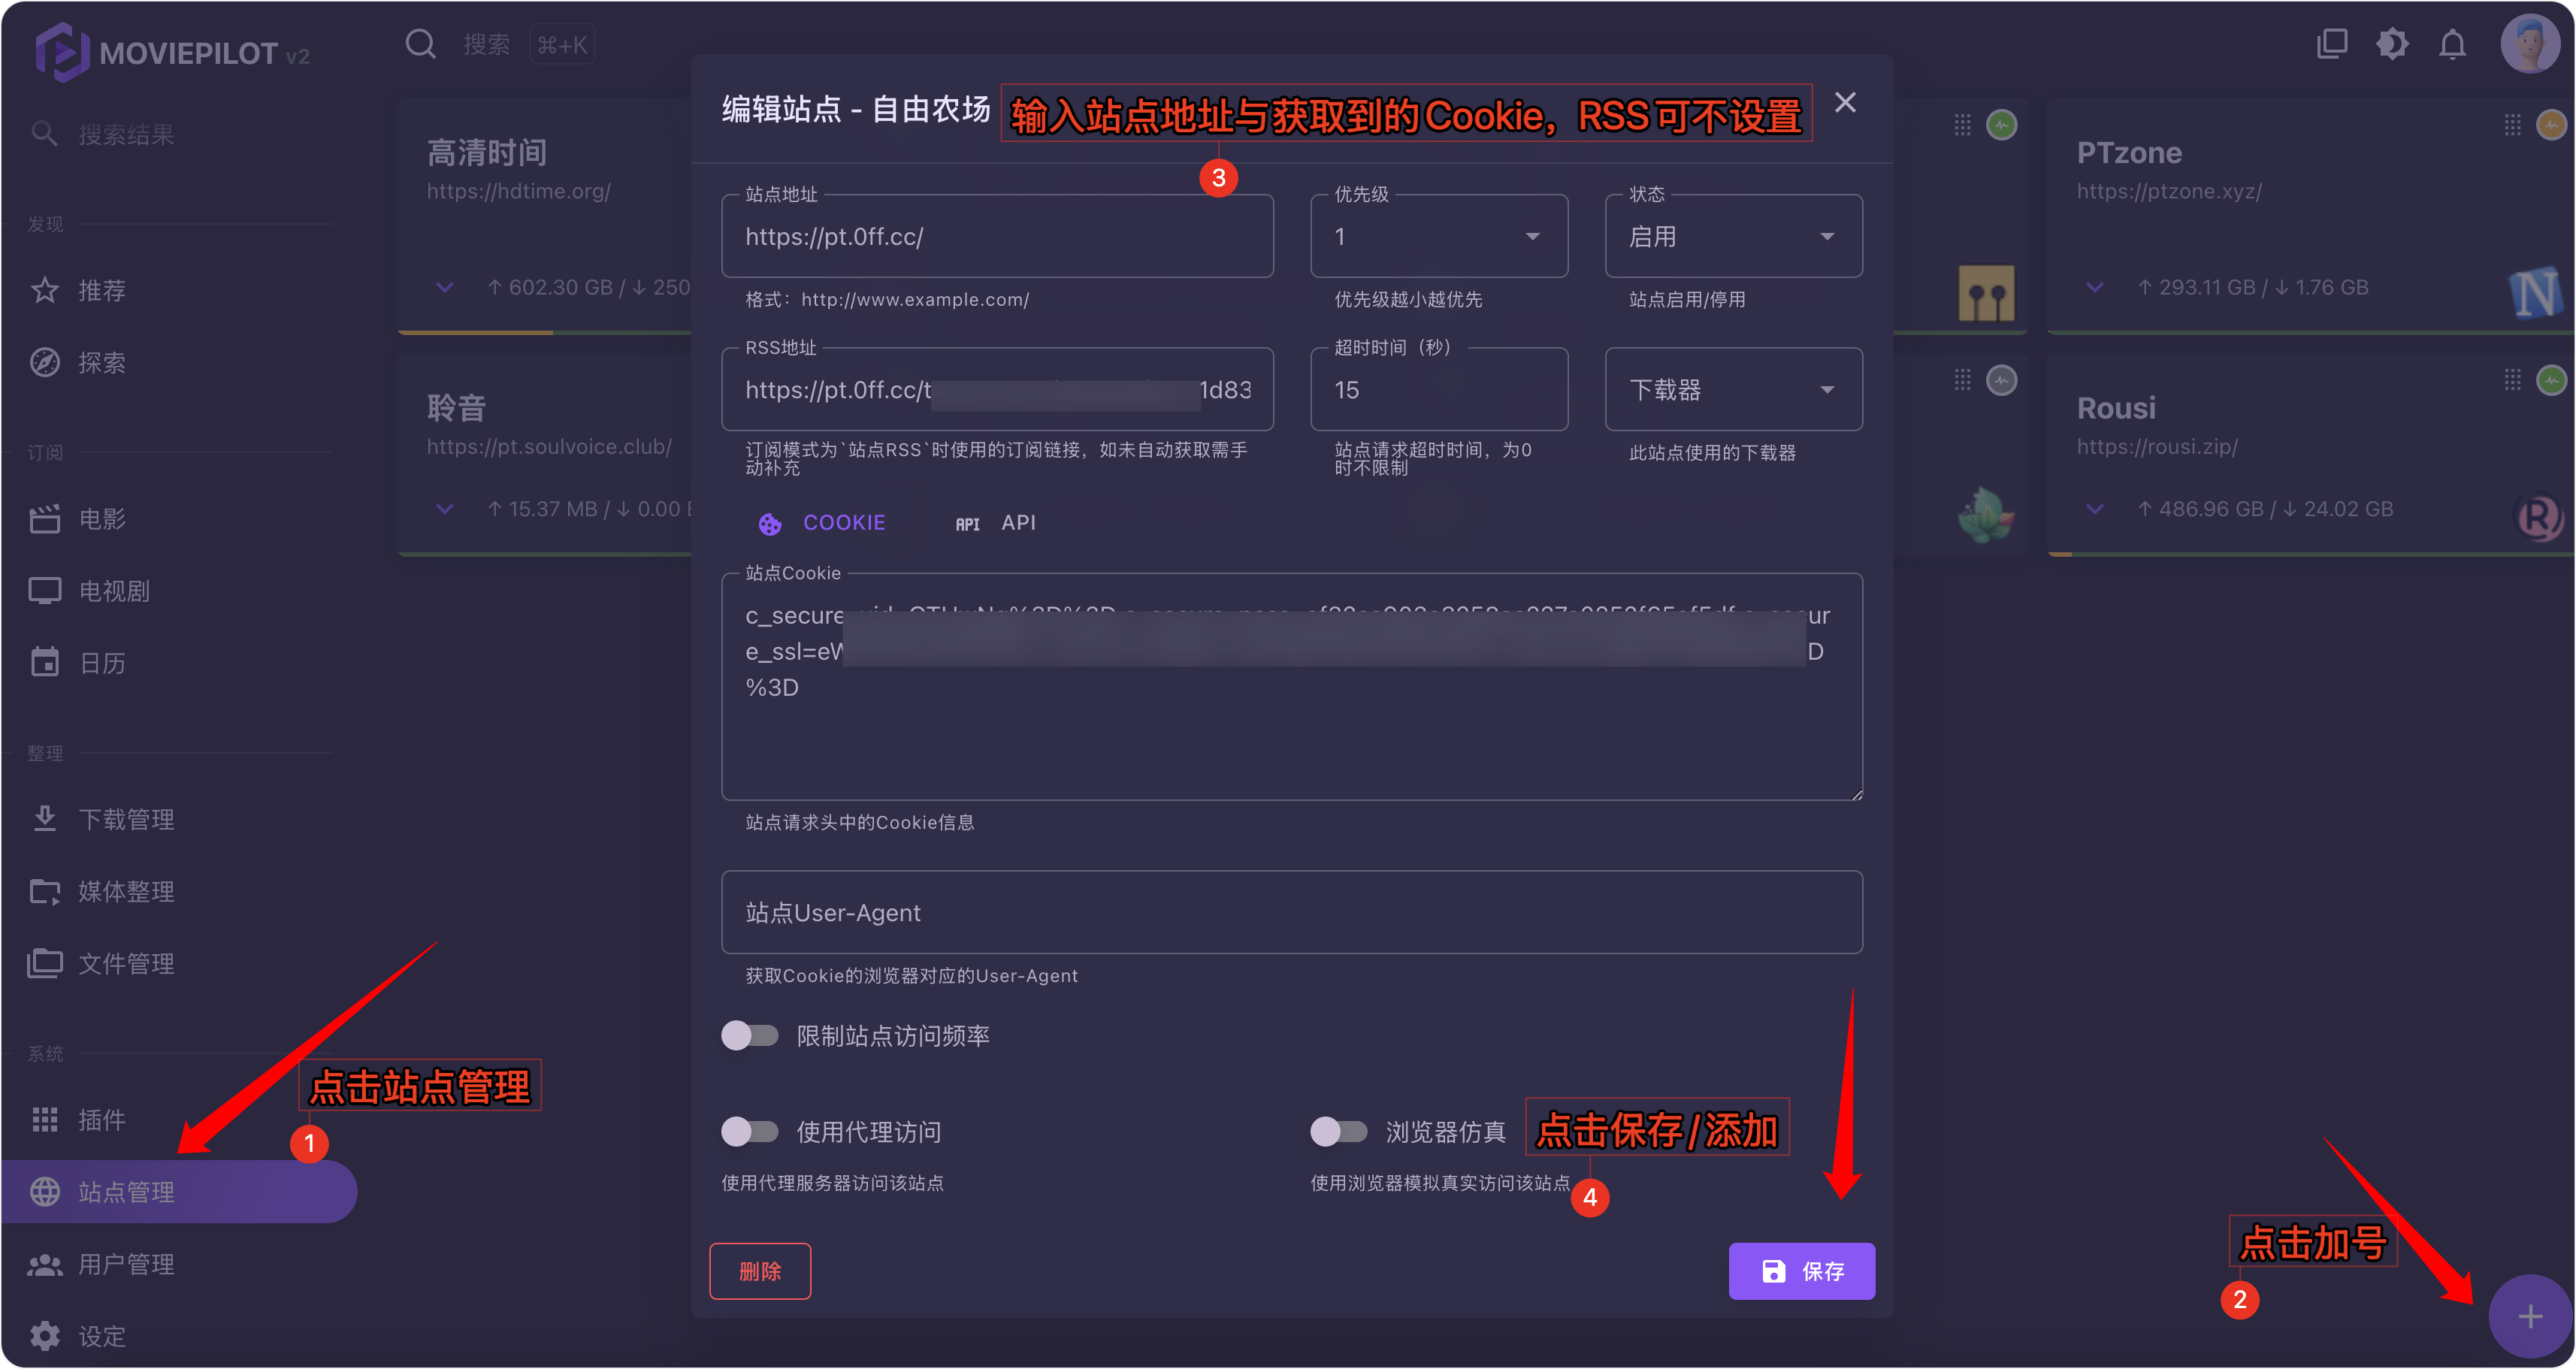 MOVIEPILOT v2
搜索 ⌘+K
搜索结果
发现
推荐
探索
订阅
电影
电视剧
日历
整理
下载管理
媒体整理
文件管理
系统
插件
站点管理
用户管理
设定
点击站点管理
1
高清时间
https://hdtime.org/
↑ 602.30 GB / ↓ 250
聆音
https://pt.soulvoice.club/
↑ 15.37 MB / ↓ 0.00
编辑站点 - 自由农场
输入站点地址与获取到的Cookie，RSS可不设置
3
站点地址
https://pt.0ff.cc/
格式：http://www.example.com/
优先级
1
优先级越小越优先
状态
启用
站点启用/停用
RSS地址
https://pt.0ff.cc/t
1d83
订阅模式为`站点RSS`时使用的订阅链接，如未自动获取需手
动补充
超时时间（秒）
15
站点请求超时时间，为0
时不限制
下载器
此站点使用的下载器
COOKIE
API API
站点Cookie
c_secure
ur
e_ssl=eW
D
%3D
站点请求头中的Cookie信息
站点User-Agent
获取Cookie的浏览器对应的User-Agent
限制站点访问频率
使用代理访问
使用代理服务器访问该站点
浏览器仿真
使用浏览器模拟真实访问该站点
点击保存/添加
4
删除
保存
PTzone
https://ptzone.xyz/
↑ 293.11 GB / ↓ 1.76 GB
N
Rousi
https://rousi.zip/
↑ 486.96 GB / ↓ 24.02 GB
R
点击加号
2